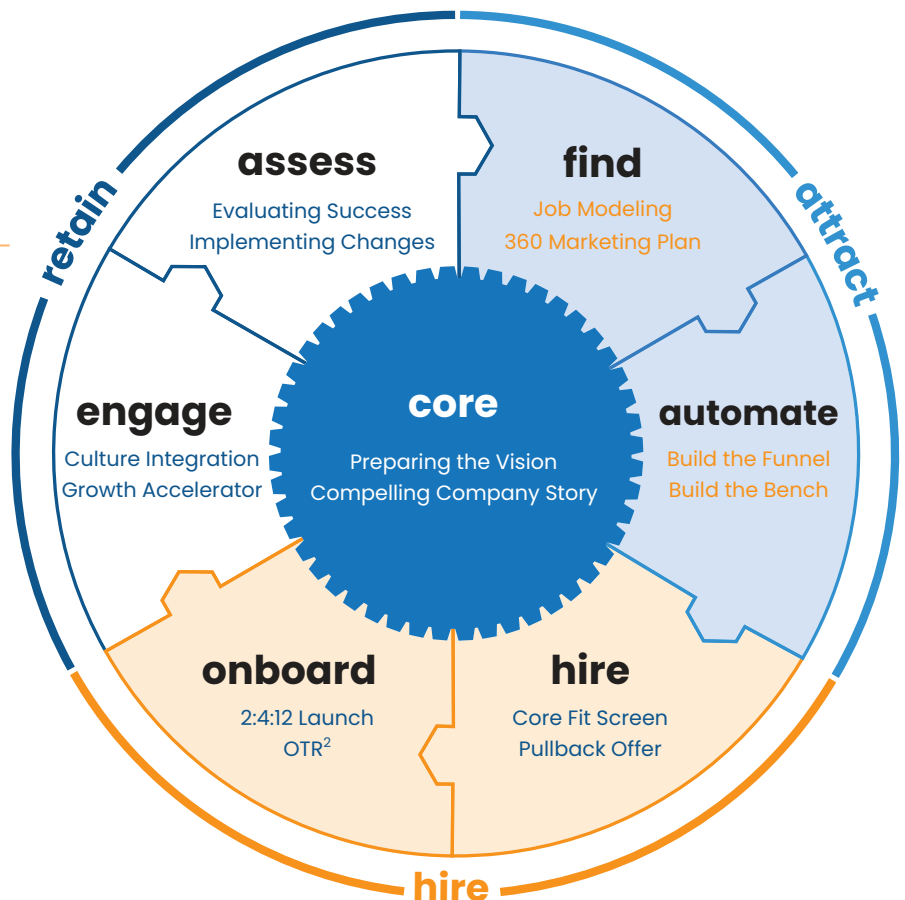 assess
Evaluating Success
Implementing Changes
find
Job Modeling
360 Marketing Plan
retain
attract
engage
Culture Integration
Growth Accelerator
core
Preparing the Vision
Compelling Company Story
automate
Build the Funnel
Build the Bench
onboard
2:4:12 Launch
OTR²
hire
Core Fit Screen
Pullback Offer
hire